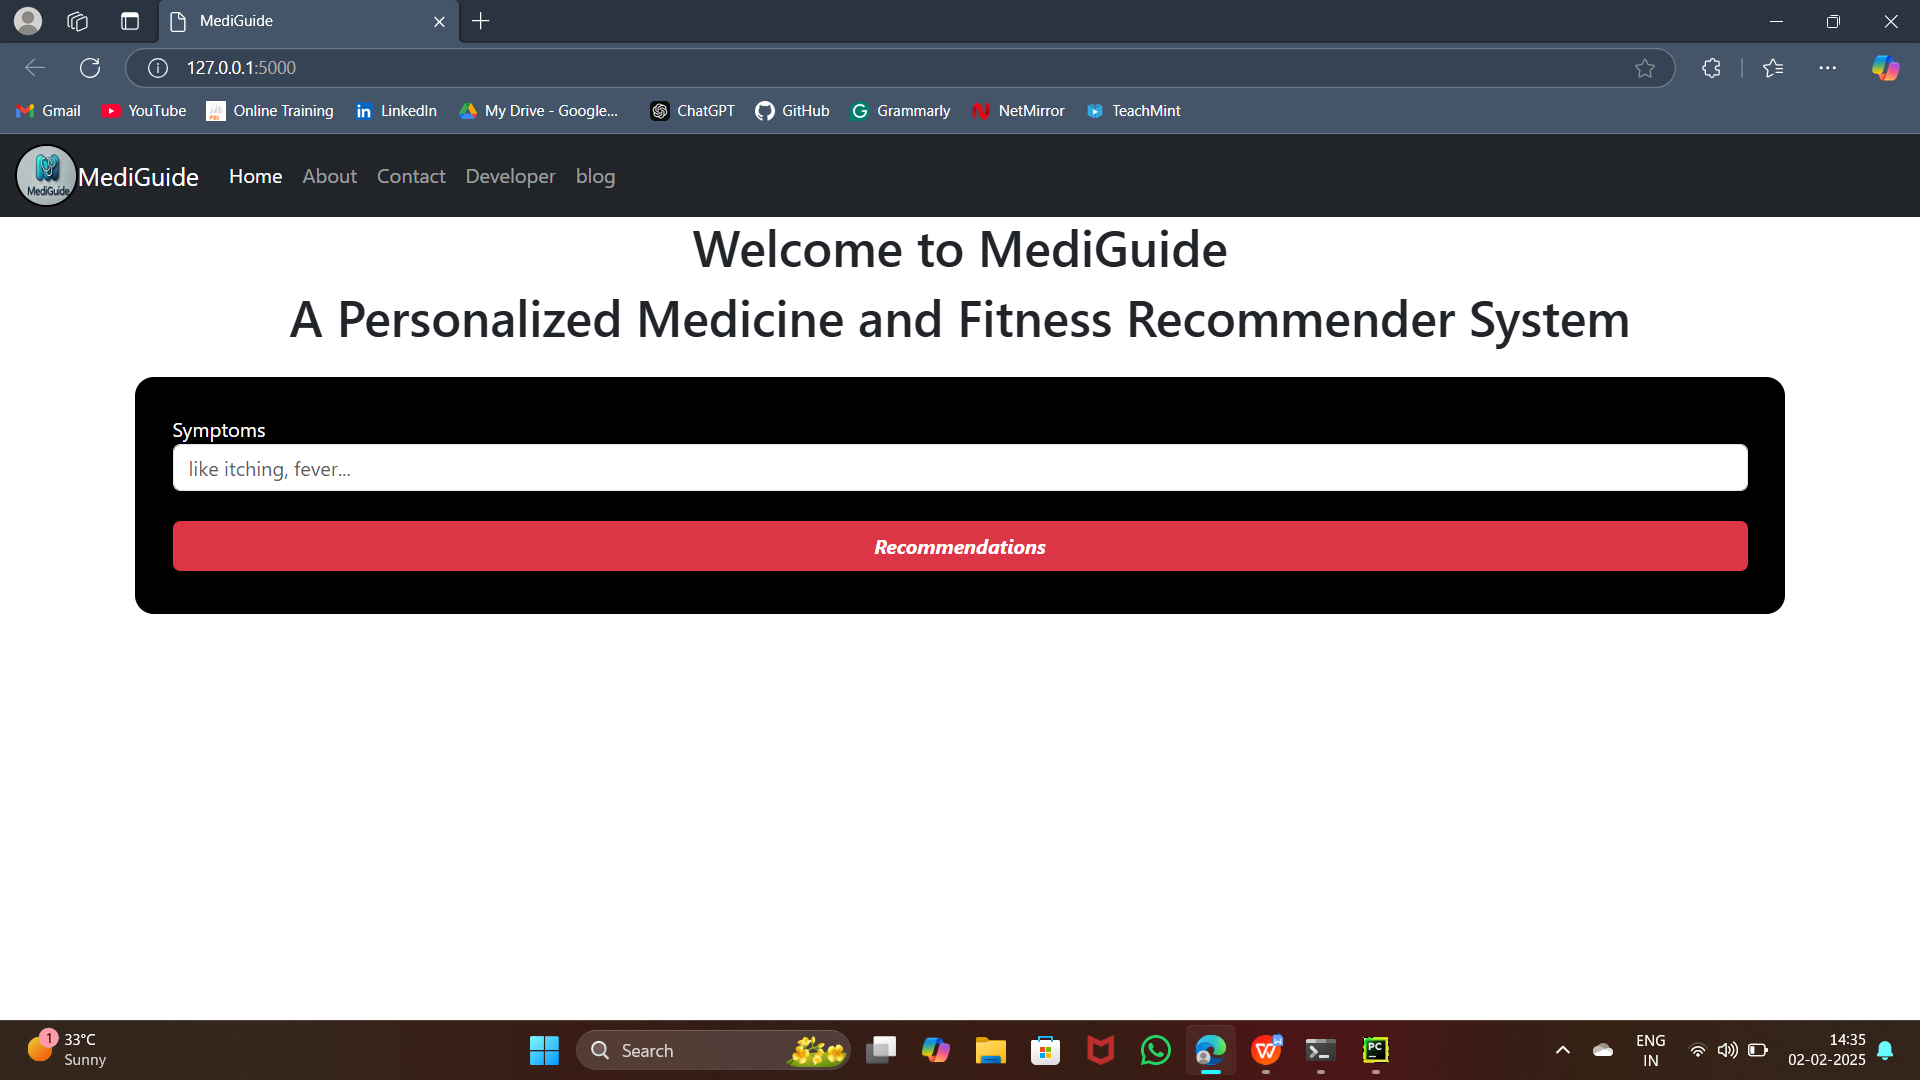 MediGuide
127.0.0.1:5000
Gmail YouTube Online Training LinkedIn My Drive - Google... ChatGPT GitHub Grammarly NetMirror TeachMint
MediGuide
MediGuide Home About Contact Developer blog
Welcome to MediGuide
A Personalized Medicine and Fitness Recommender System
Symptoms
like itching, fever...
Recommendations
1
33°C
Sunny
Search
PC
ENG
IN
14:35
02-02-2025